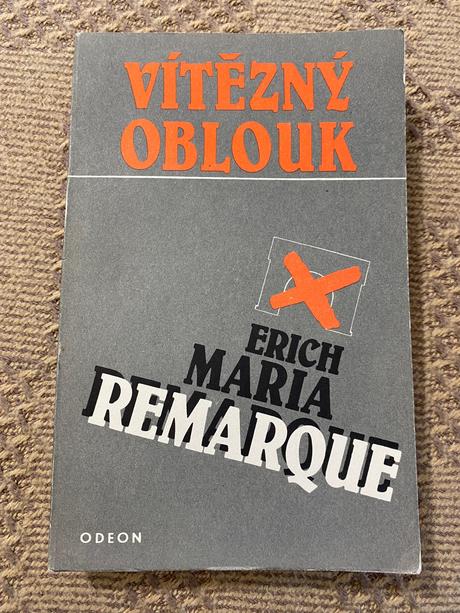 VÍTĚZNÝ
OBLOUK
ERICH
MARIA
REMARQUE
ODEON